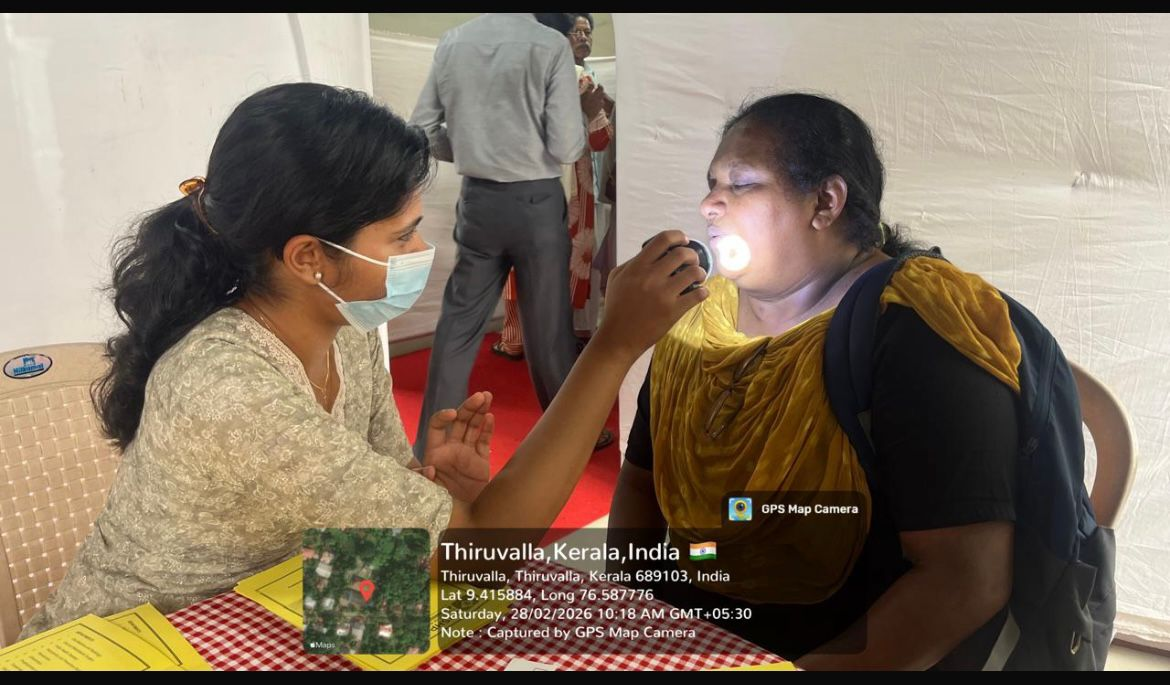 Nilkamal
GPS Map Camera
Thiruvalla,Kerala,India 🇮🇳
Thiruvalla, Thiruvalla, Kerala 689103, India
Lat 9.415884, Long 76.587776
Saturday, 28/02/2026 10:18 AM GMT+05:30
Note : Captured by GPS Map Camera
Maps